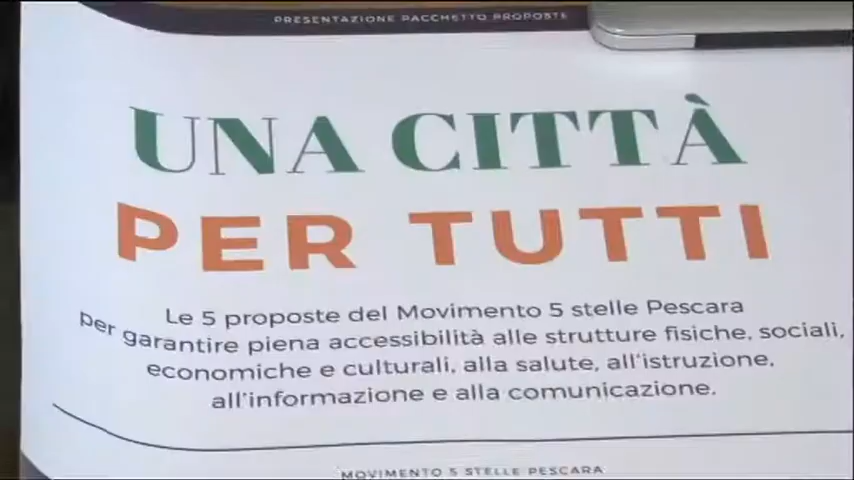 PRESENTAZIONE PACCHETTO PROPOSTE
UNA CITTÀ
PER TUTTI
Le 5 proposte del Movimento 5 stelle Pescara
per garantire piena accessibilità alle strutture fisiche, sociali,
economiche e culturali, alla salute, all'istruzione,
all'informazione e alla comunicazione.
MOVIMENTO 5 STELLE PESCARA